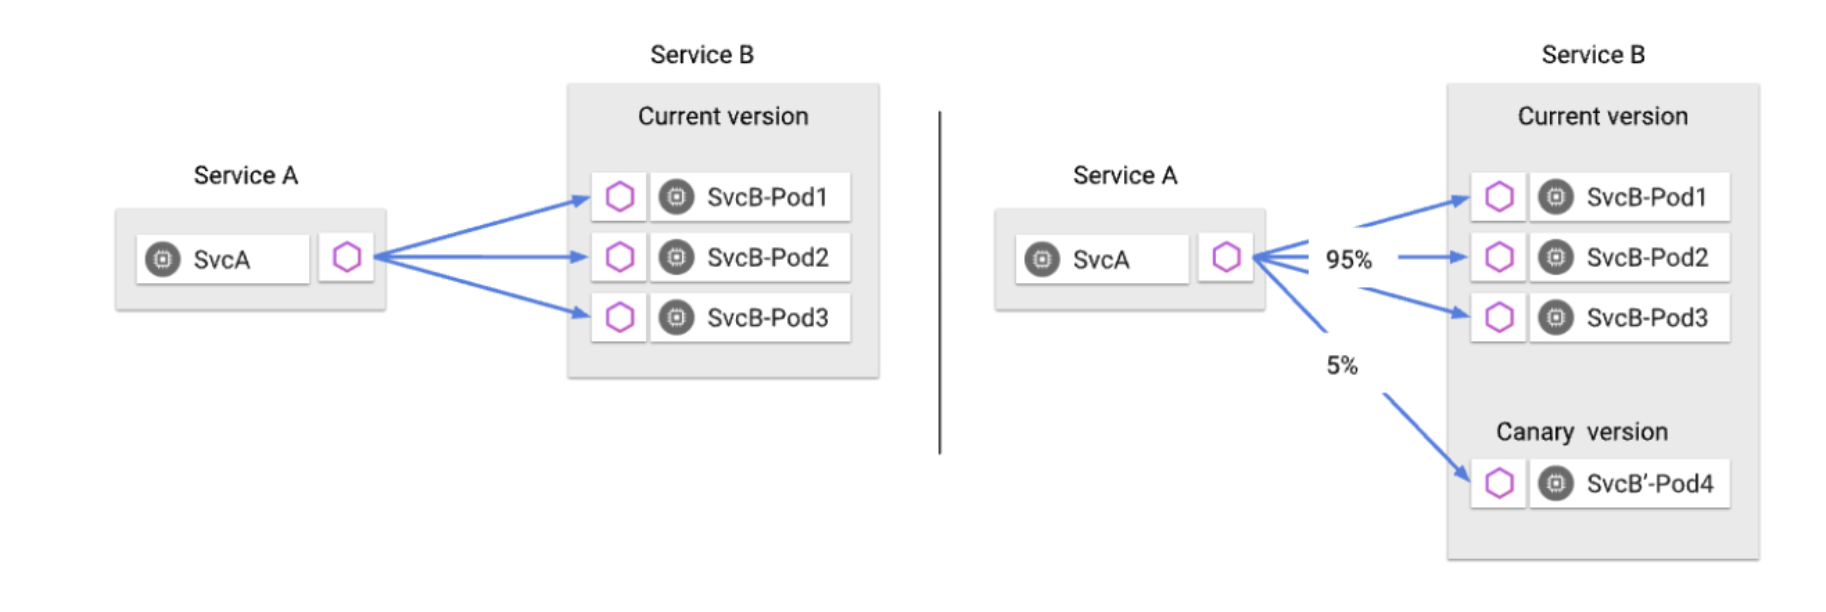 Service B
Current version
Service A
SvcB-Pod1
SvcA
SvcB-Pod2
SvcB-Pod3
Service B
Current version
Service A
SvcB-Pod1
SvcA
95%
SvcB-Pod2
SvcB-Pod3
5%
Canary version
SvcB’-Pod4